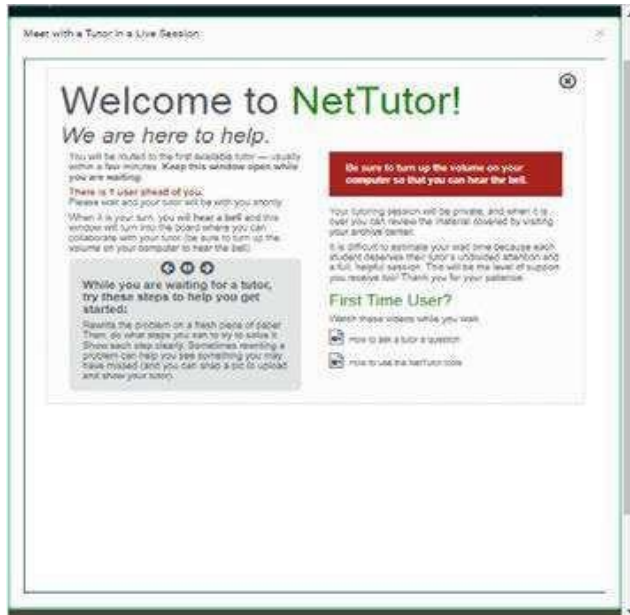 Meet with a Tutor in a Live Session
Welcome to NetTutor!
We are here to help.
You will be routed to the first available tutor — usually
within a few minutes. Keep this window open while
you are waiting.
There is 1 user ahead of you.
Please wait and your tutor will be with you shortly.
When it is your turn, you will hear a bell and this
window will turn into the board where you can
collaborate with your tutor (be sure to turn up the
volume on your computer to hear the bell).
While you are waiting for a tutor,
try these steps to help you get
started:
Rewrite the problem on a fresh piece of paper.
Then, do what steps you can to try to solve it.
Show each step clearly. Sometimes rewriting a
problem can help you see something you may
have missed (and you can snap a pic to upload
and show your tutor).
Be sure to turn up the volume on your
computer so that you can hear the bell.
Your tutoring session will be private, and when it is
over you can review the material covered by visiting
your archive center.
It is difficult to estimate your wait time because each
student deserves their tutor's undivided attention and
a full, helpful session. This will be the level of support
you receive too! Thank you for your patience.
First Time User?
Watch these videos while you wait.
How to ask a tutor a question
How to use the NetTutor tools